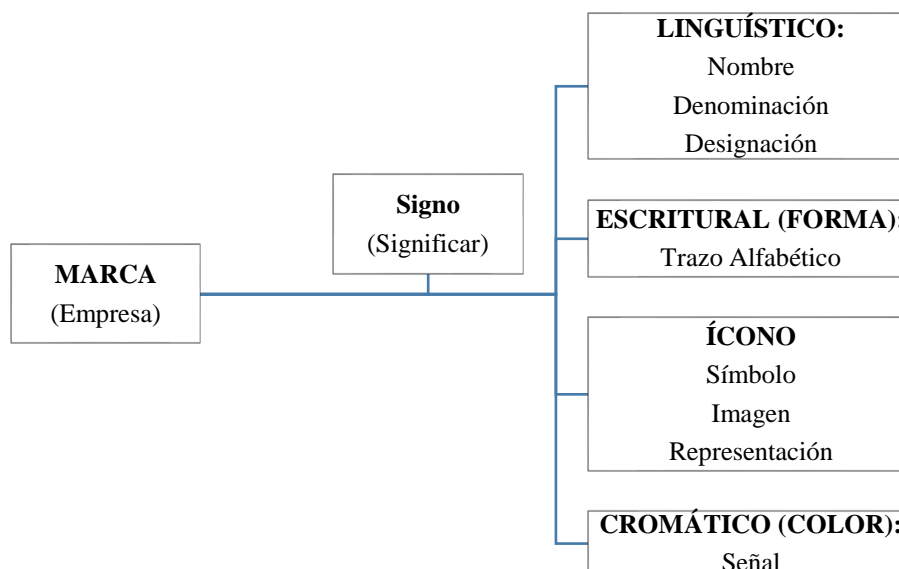 LINGUÍSTICO:
Nombre
Denominación
Designación
Signo
(Significar)
ESCRITURAL (FORMA):
Trazo Alfabético
MARCA
(Empresa)
ÍCONO
Símbolo
Imagen
Representación
CROMÁTICO (COLOR):
Señal